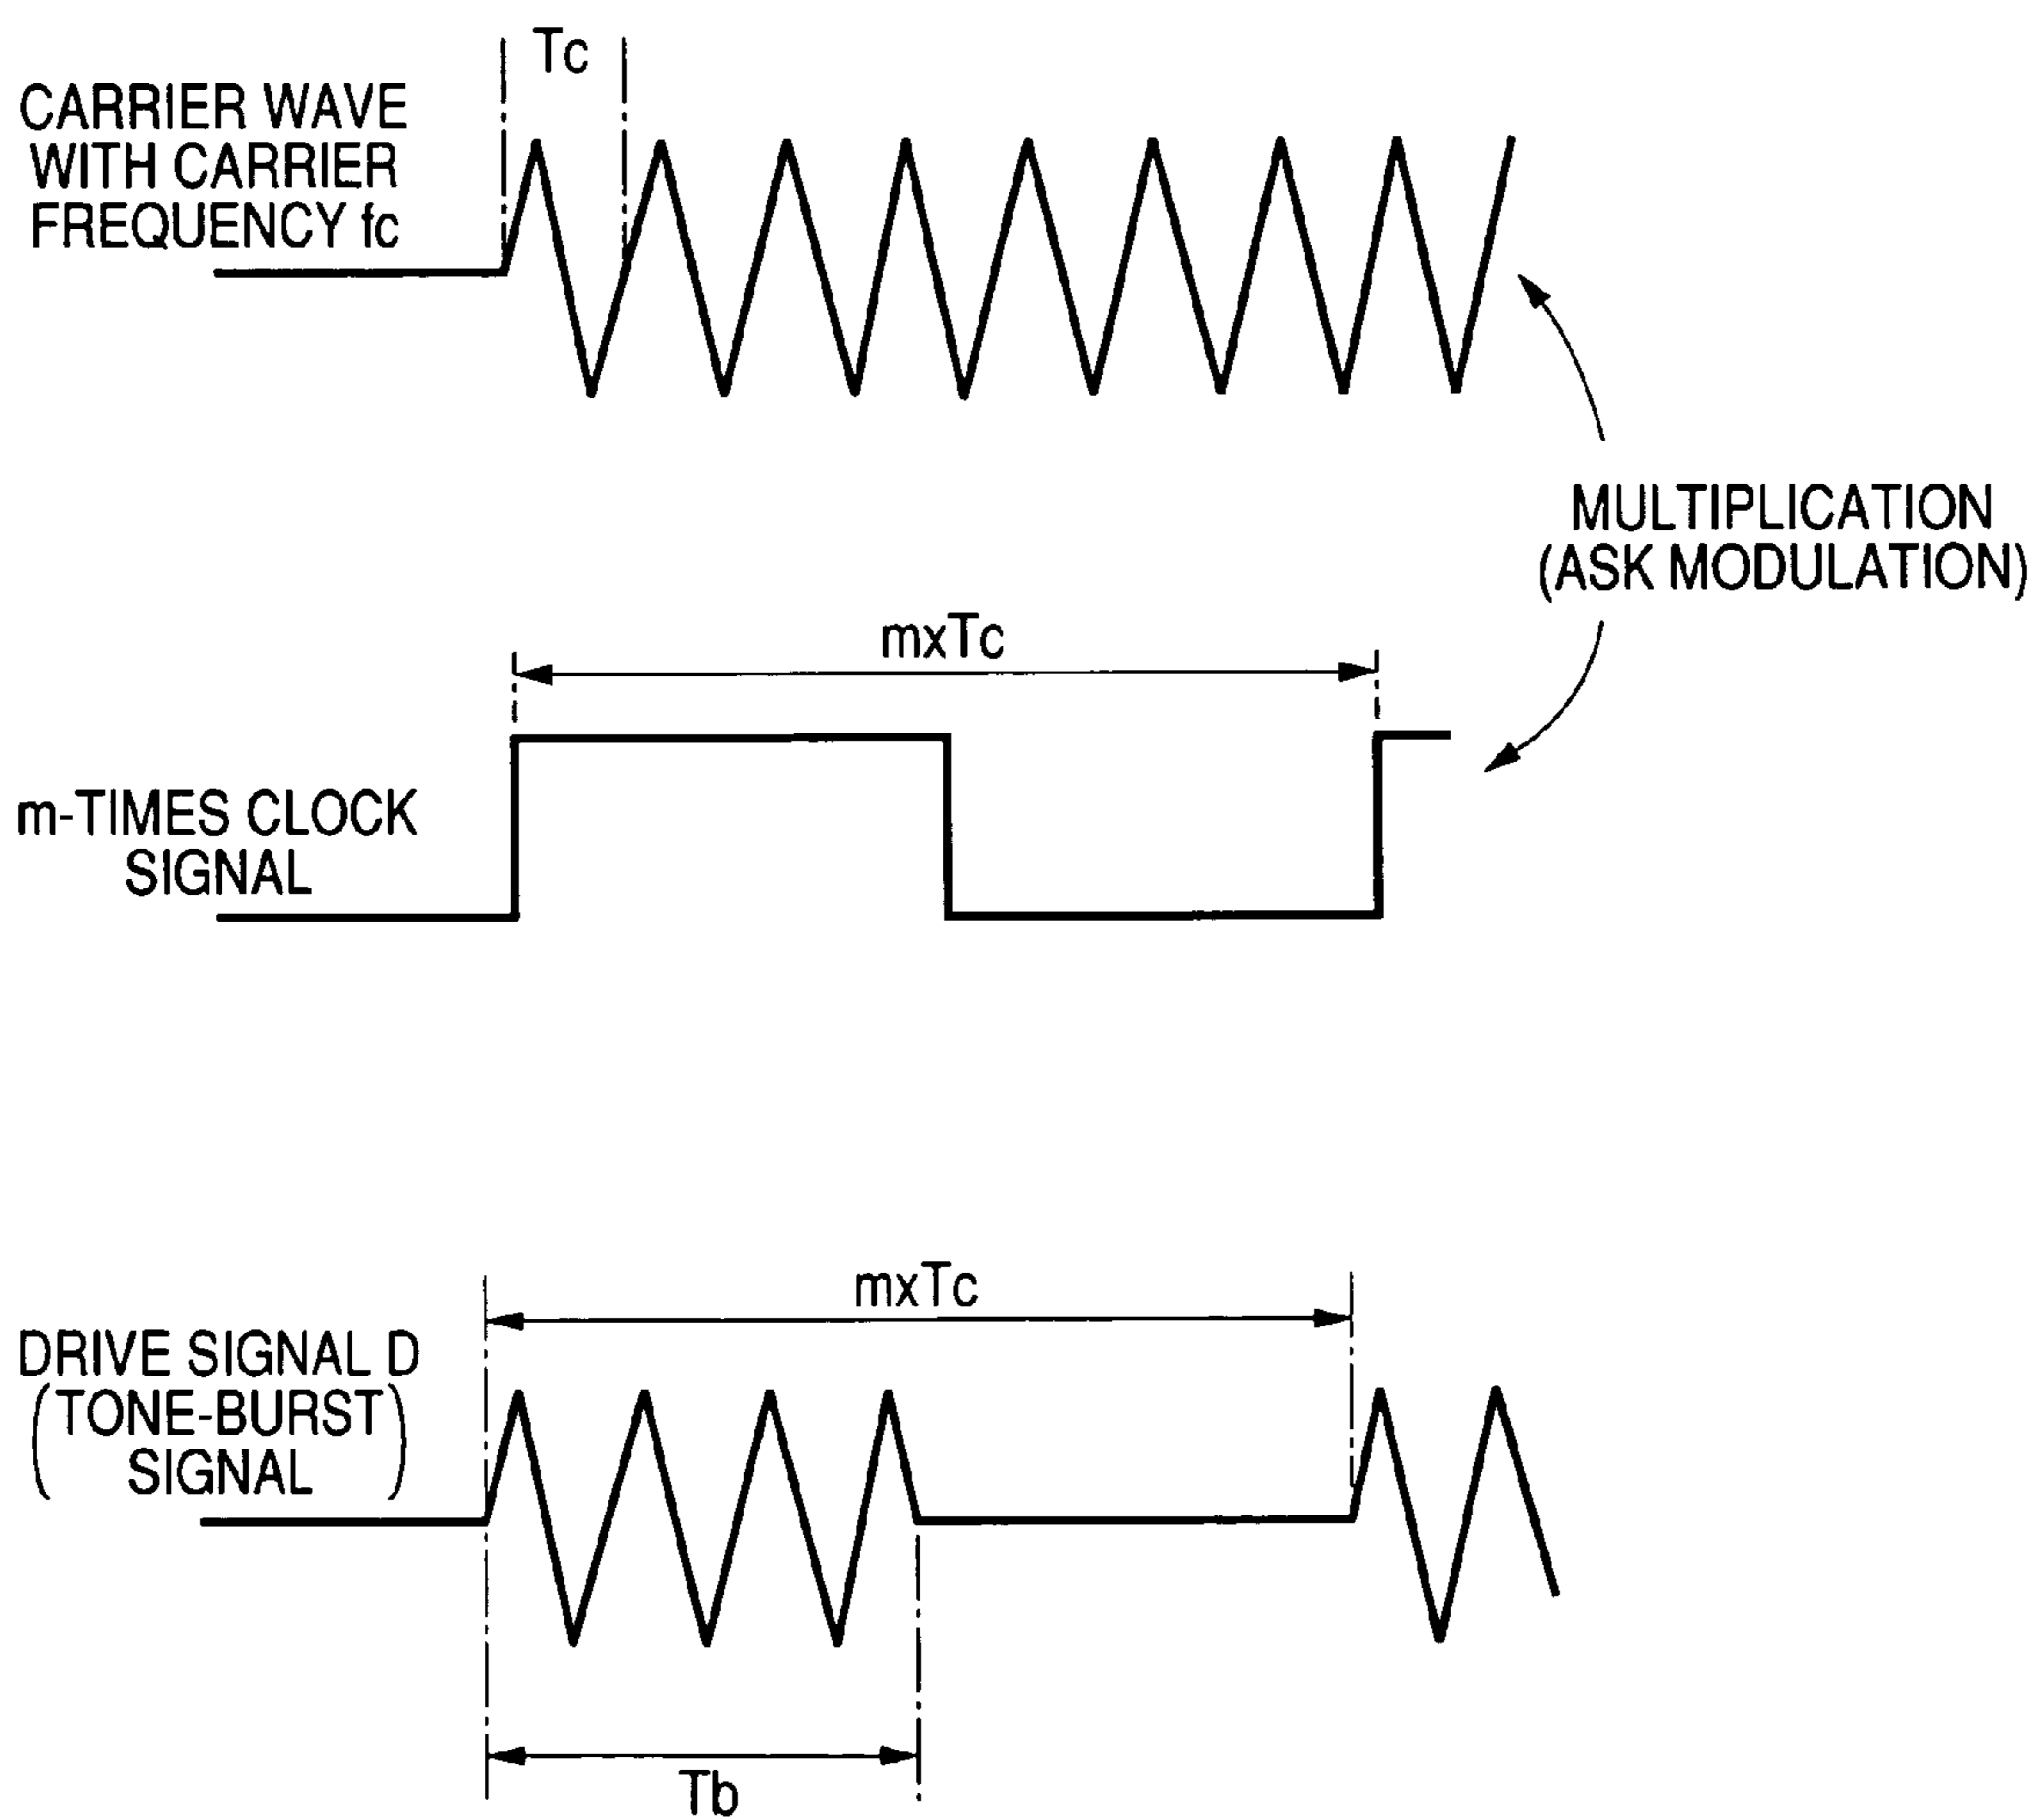 Tc
CARRIER WAVE
WITH CARRIER
FREQUENCY fc
MULTIPLICATION
(ASK MODULATION)
mxTc
m-TIMES CLOCK
SIGNAL
mxTc
DRIVE SIGNAL D
(TONE-BURST
SIGNAL)
Tb